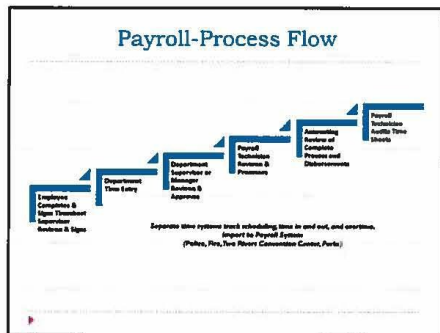 Payroll-Process Flow
Employee
Completes &
Signs Timesheet
Supervisor
Reviews & Signs
Department
Time Entry
Department
Supervisor or
Manager
Reviews &
Approves
Payroll
Technician
Reviews &
Processes
Accounting
Review of
Complete
Process and
Disbursements
Payroll
Technician
Audits Time
Sheets
Separate time systems track scheduling, time in and out, and overtime.
Import to Payroll System
(Police, Fire, Two Rivers Convention Center, Parks)